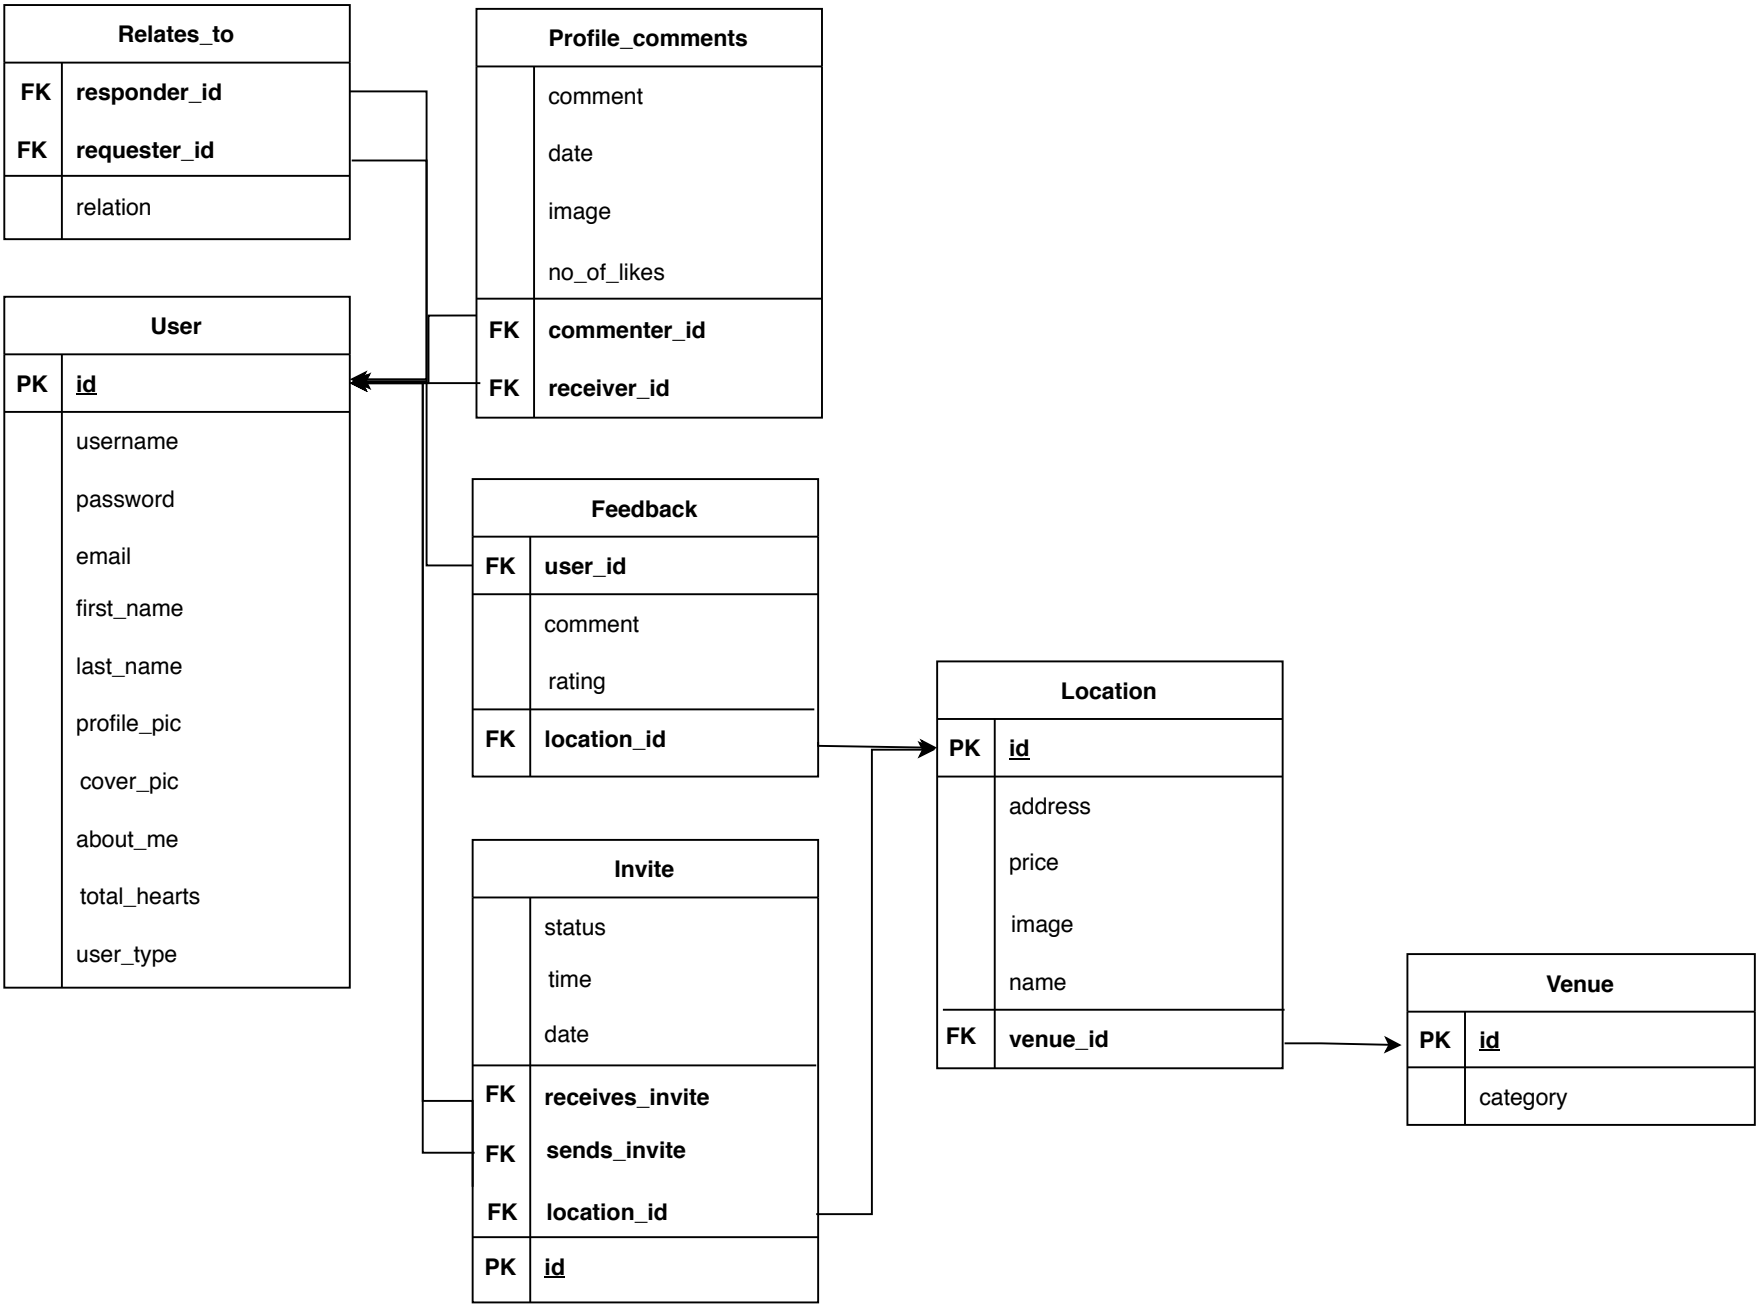 Relates_to
FK responder_id
FK requester_id
relation
User
PK id
username
password
email
first_name
last_name
profile_pic
cover_pic
about_me
total_hearts
user_type
Profile_comments
comment
date
image
no_of_likes
FK commenter_id
FK receiver_id
Feedback
FK user_id
comment
rating
FK location_id
Invite
status
time
date
FK receives_invite
FK sends_invite
FK location_id
PK id
Location
PK id
address
price
image
name
FK venue_id
Venue
PK id
category